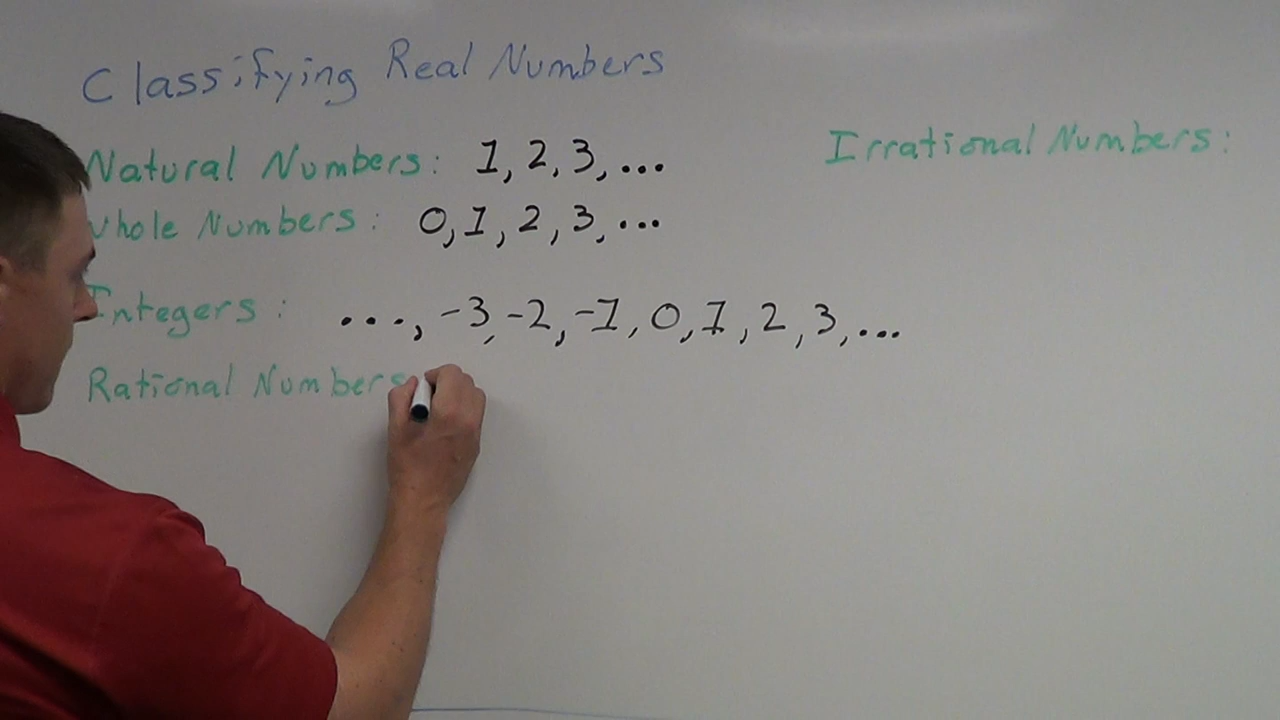 Classifying Real Numbers
Natural Numbers: 1, 2, 3, ...
Whole Numbers: 0, 1, 2, 3, ...
Integers: ..., -3, -2, -1, 0, 1, 2, 3, ...
Rational Numbers
Irrational Numbers: